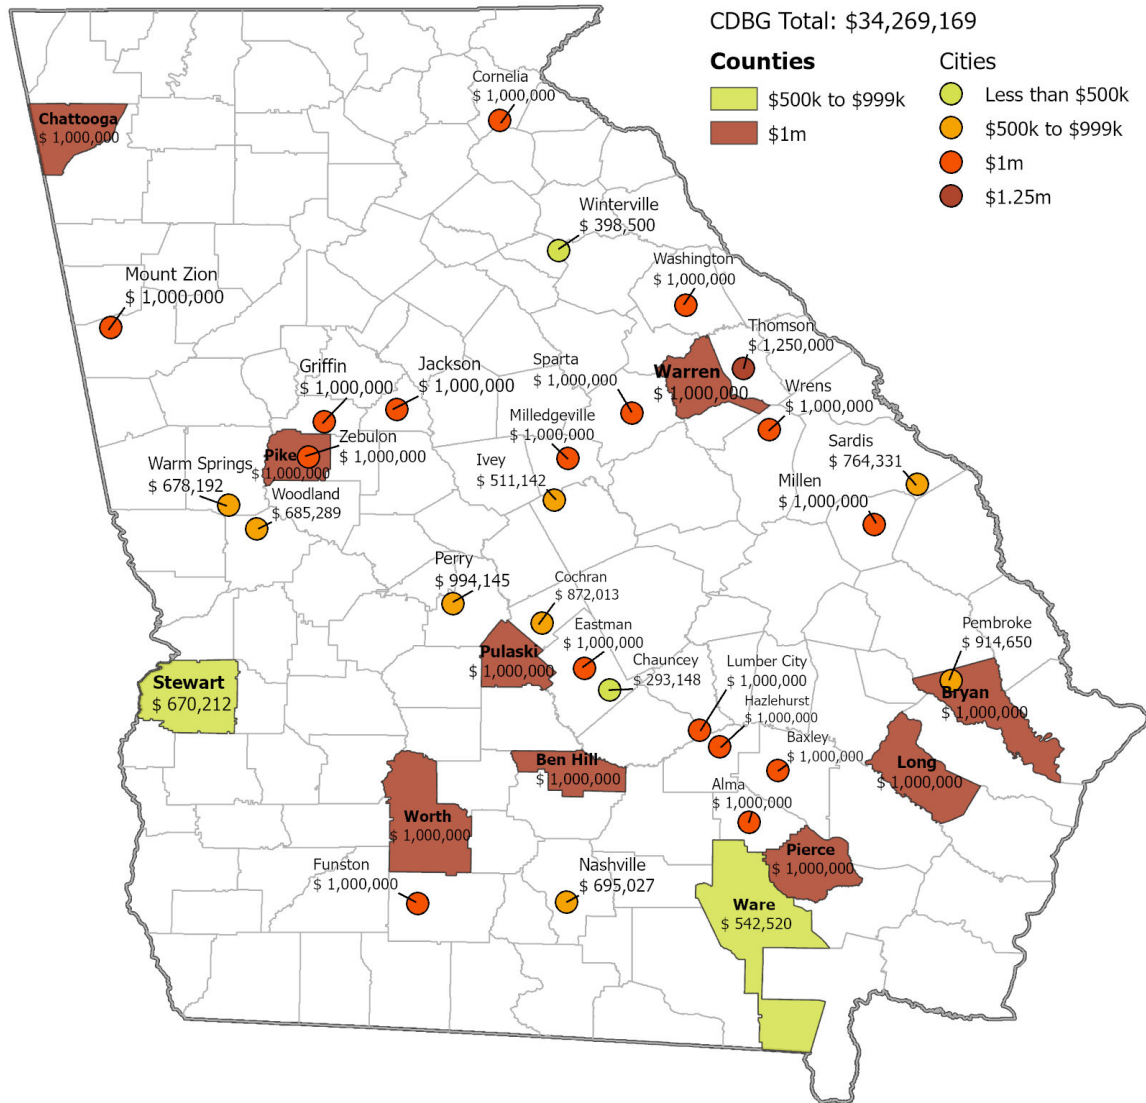 CDBG Total: $34,269,169
Counties
$500k to $999k
$1m
Cities
Less than $500k
$500k to $999k
$1m
$1.25m
Cornelia
$ 1,000,000
Chattooga
$ 1,000,000
Winterville
$ 398,500
Washington
$ 1,000,000
Mount Zion
$ 1,000,000
Thomson
$ 1,250,000
Griffin
$ 1,000,000
Jackson
$ 1,000,000
Sparta
$ 1,000,000
Warren
$ 1,000,000
Wrens
$ 1,000,000
Milledgeville
$ 1,000,000
Zebulon
$ 1,000,000
Pike
$ 1,000,000
Sardis
$ 764,331
Warm Springs
$ 678,192
Ivey
$ 511,142
Millen
$ 1,000,000
Woodland
$ 685,289
Perry
$ 994,145
Cochran
$ 872,013
Eastman
$ 1,000,000
Pembroke
$ 914,650
Pulaski
$ 1,000,000
Chauncey
$ 293,148
Lumber City
$ 1,000,000
Stewart
$ 670,212
Bryan
$ 1,000,000
Hazlehurst
$ 1,000,000
Baxley
$ 1,000,000
Ben Hill
$ 1,000,000
Long
$ 1,000,000
Alma
$ 1,000,000
Worth
$ 1,000,000
Pierce
$ 1,000,000
Funston
$ 1,000,000
Nashville
$ 695,027
Ware
$ 542,520